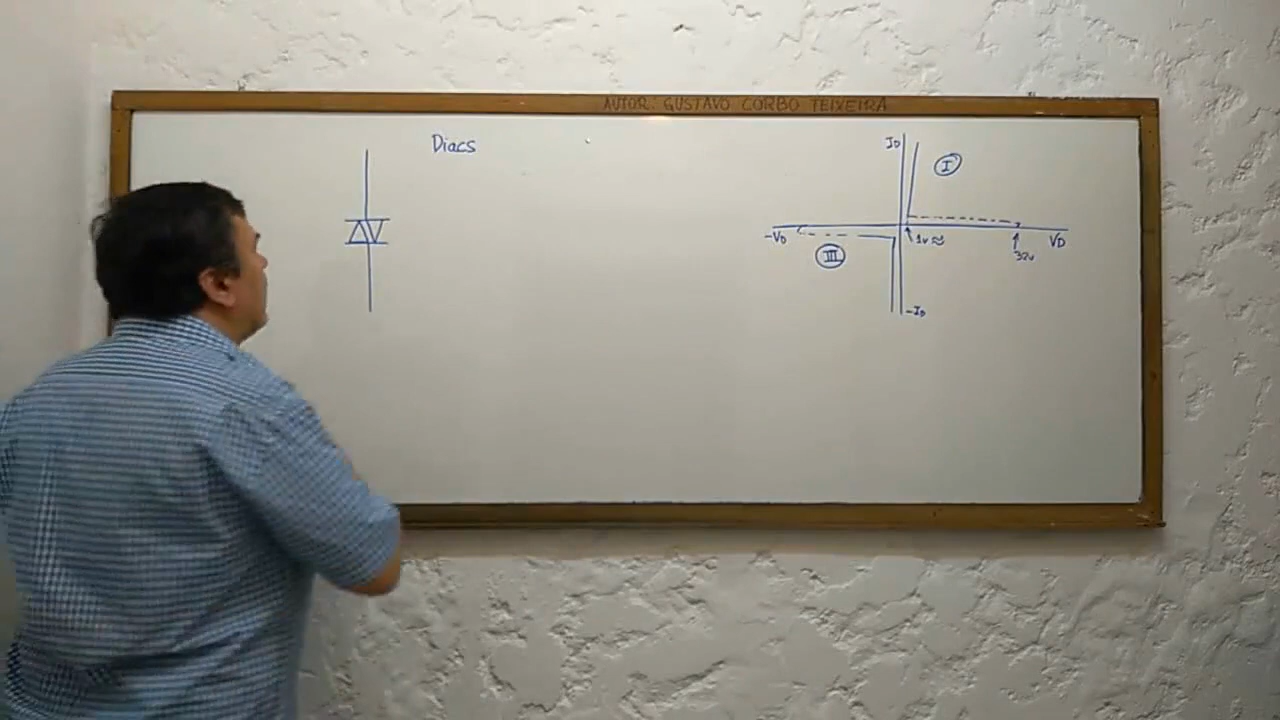 AUTOR: GUSTAVO CORBO TEIXEIRA
Diacs
ID
I
-VD
1v≈
VD
III
32v
-ID